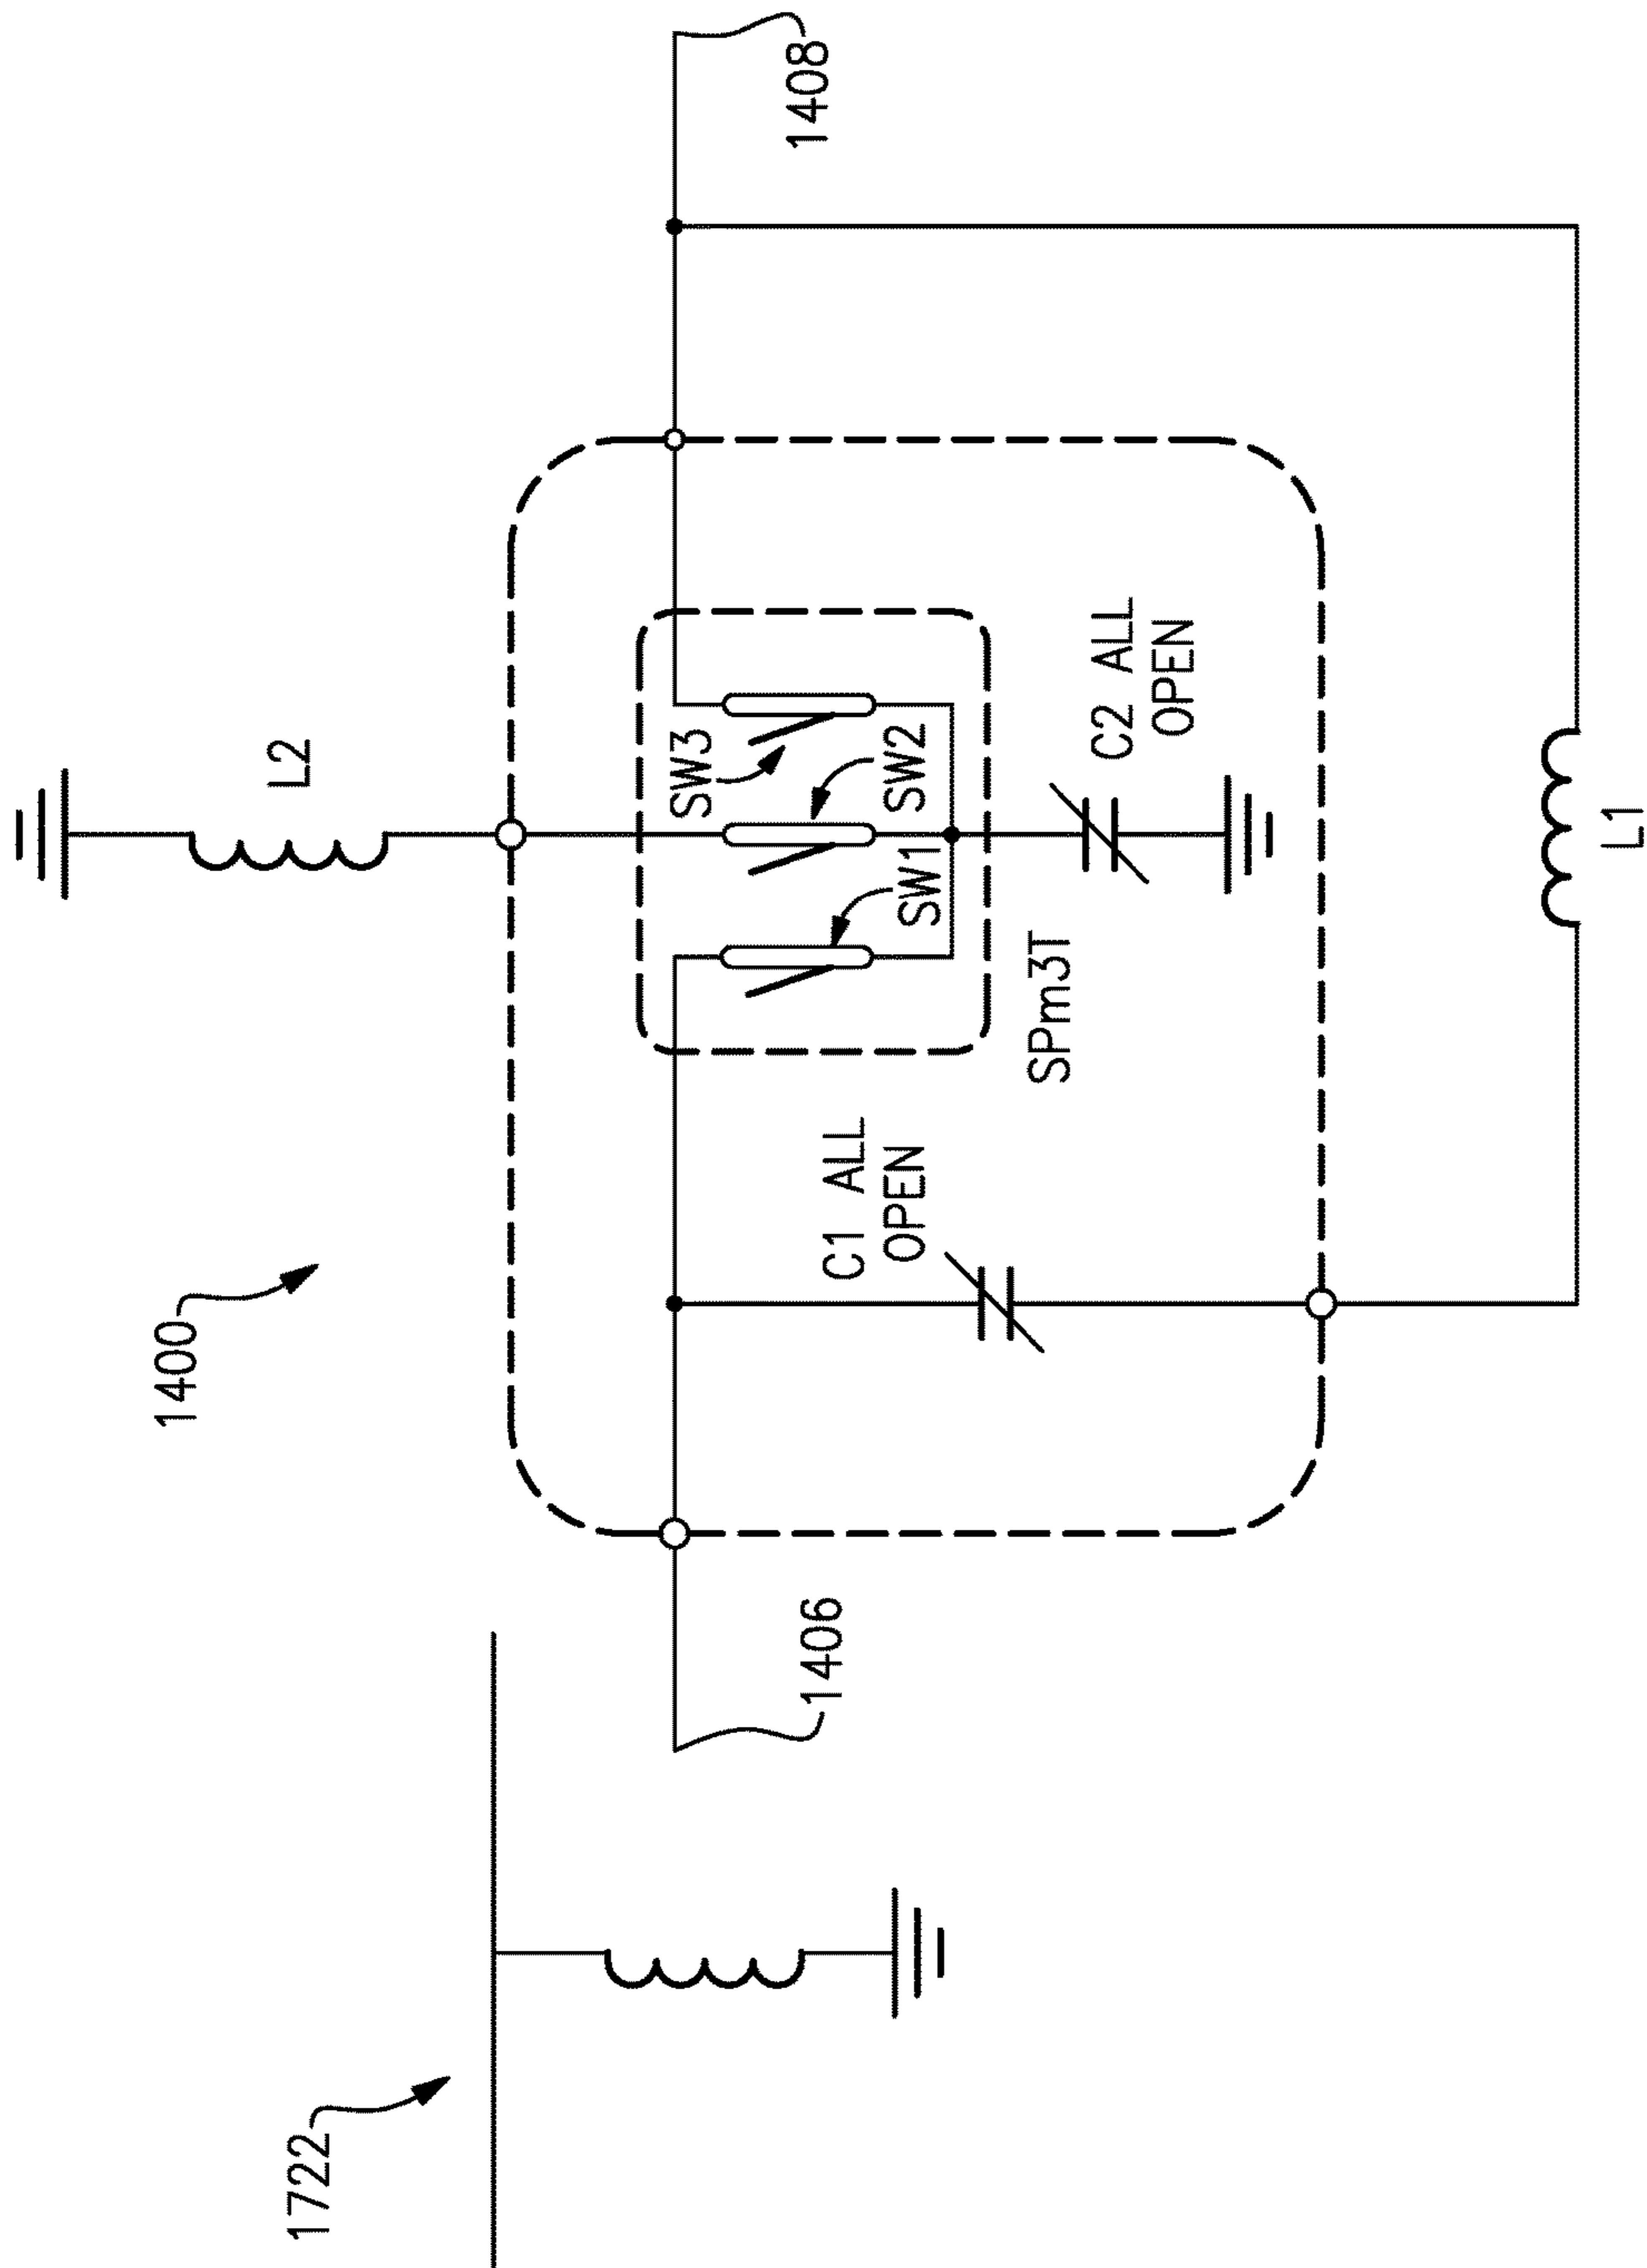 1722
1400
1406
1408
L2
C1 ALL
OPEN
SPm3T
SW1
SW2
SW3
C2 ALL
OPEN
L1